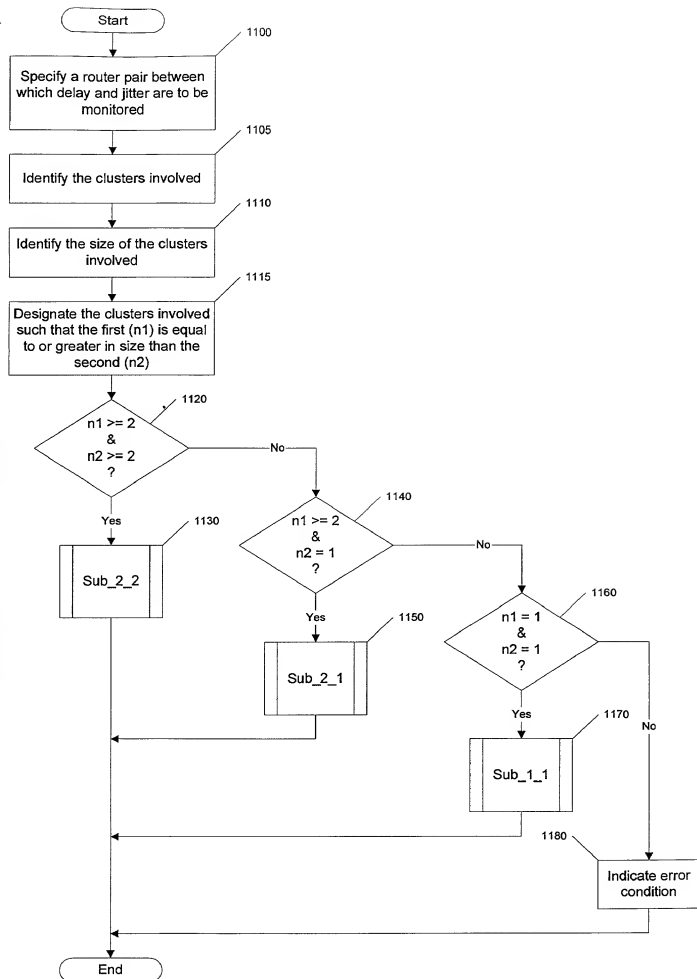 Start
1100
Specify a router pair between
which delay and jitter are to be
monitored
1105
Identify the clusters involved
1110
Identify the size of the clusters
involved
1115
Designate the clusters involved
such that the first (n1) is equal
to or greater in size than the
second (n2)
1120
n1 >= 2
&
n2 >= 2
?
No
Yes
1130
Sub_2_2
1140
n1 >= 2
&
n2 = 1
?
No
Yes
1150
Sub_2_1
1160
n1 = 1
&
n2 = 1
?
Yes
No
1170
Sub_1_1
1180
Indicate error
condition
End